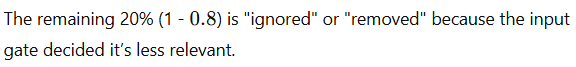 The remaining 20% (1 - 0.8) is "ignored" or "removed" because the input
gate decided it’s less relevant.